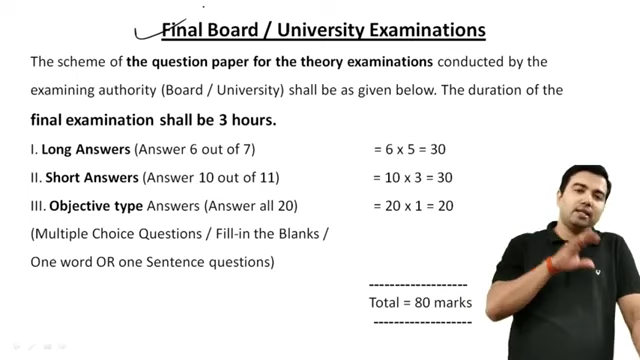 Final Board / University Examinations
The scheme of the question paper for the theory examinations conducted by the
examining authority (Board / University) shall be as given below. The duration of the
final examination shall be 3 hours.
I. Long Answers (Answer 6 out of 7) = 6 x 5 = 30
II. Short Answers (Answer 10 out of 11) = 10 x 3 = 30
III. Objective type Answers (Answer all 20) = 20 x 1 = 20
(Multiple Choice Questions / Fill-in the Blanks /
One word OR one Sentence questions)
-------------------
Total = 80 marks
-------------------